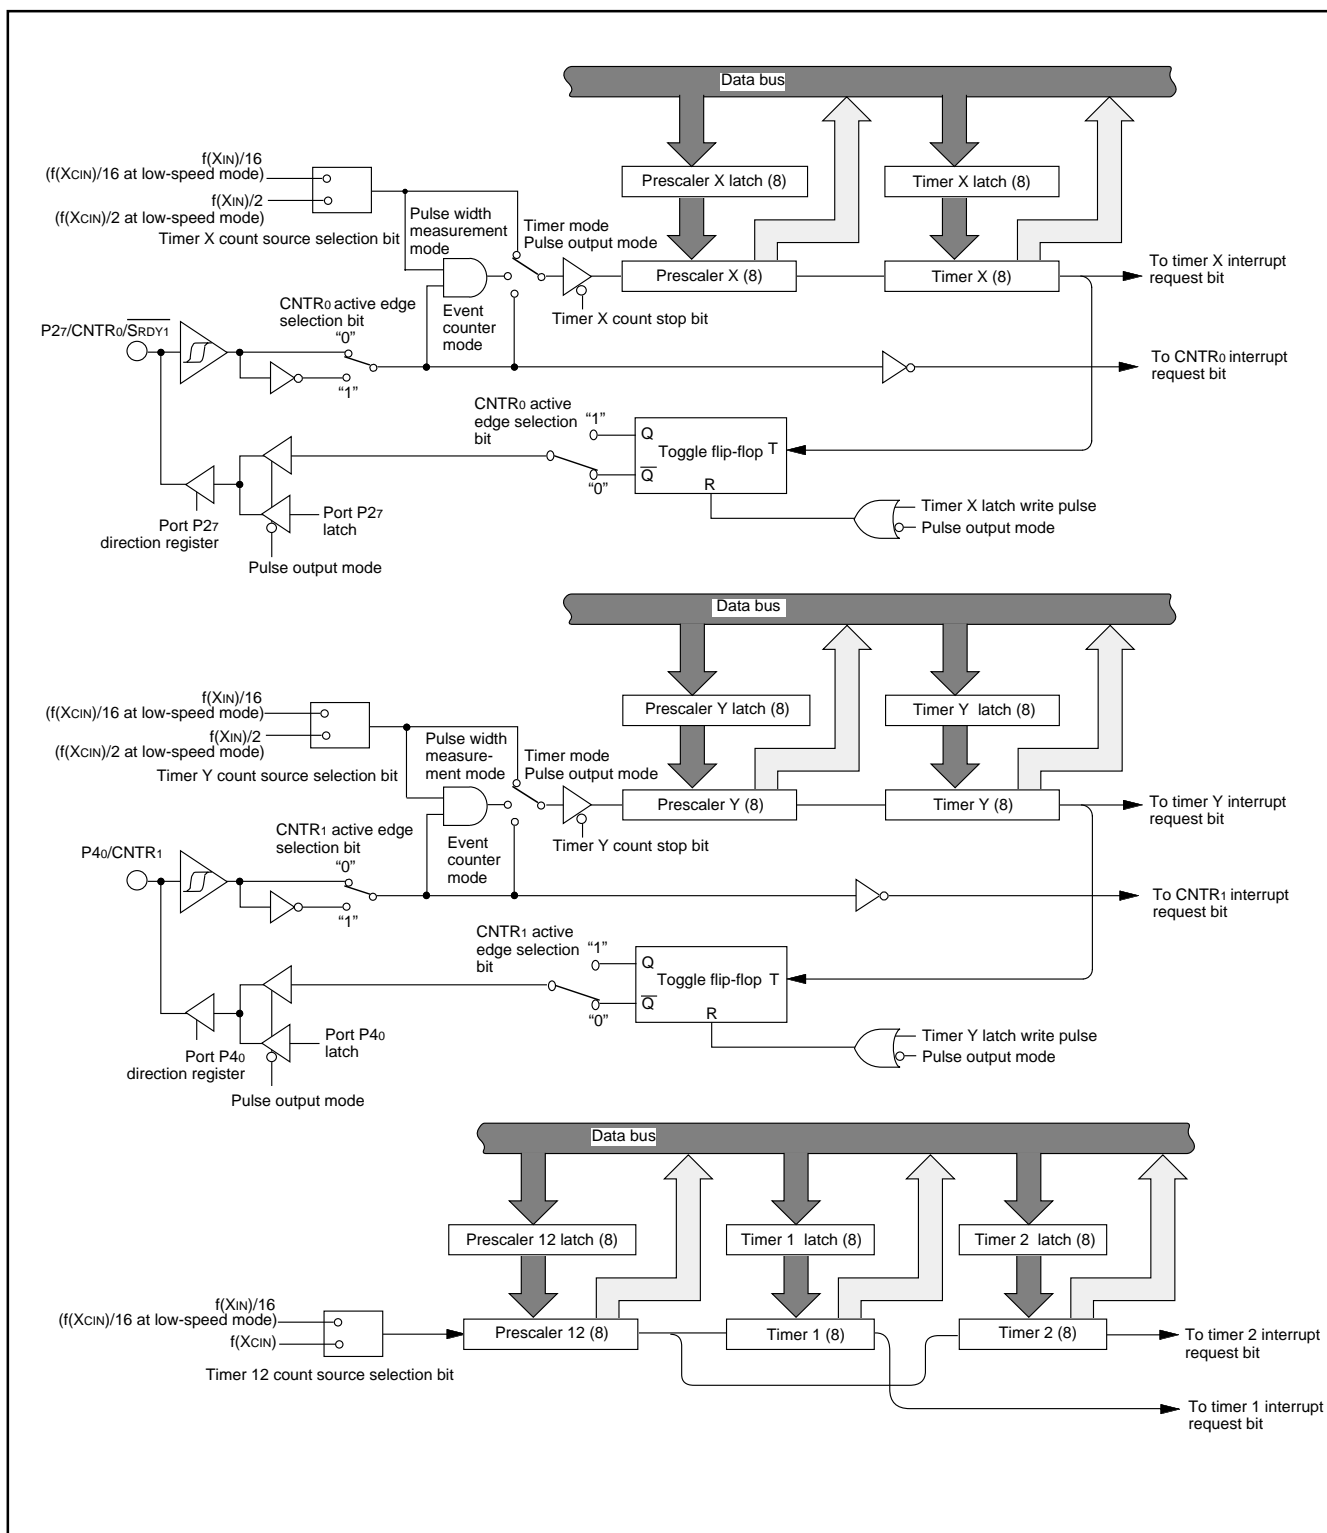 Data bus
f(XIN)/16
(f(XCIN)/16 at low-speed mode)
f(XIN)/2
(f(XCIN)/2 at low-speed mode)
Timer X count source selection bit
Prescaler X latch (8)
Timer X latch (8)
Pulse width
measurement
mode
Timer mode
Pulse output mode
Prescaler X (8)
Timer X (8)
To timer X interrupt
request bit
Timer X count stop bit
CNTR0 active edge
selection bit
Event
counter
mode
P27/CNTR0/S̅R̅D̅Y̅1̅
“0”
“1”
To CNTR0 interrupt
request bit
CNTR0 active
edge selection
bit
“1”
“0”
Q
Toggle flip-flop T
Q̅
R
Timer X latch write pulse
Pulse output mode
Port P27
latch
Port P27
direction register
Pulse output mode
Data bus
f(XIN)/16
(f(XCIN)/16 at low-speed mode)
f(XIN)/2
(f(XCIN)/2 at low-speed mode)
Timer Y count source selection bit
Prescaler Y latch (8)
Timer Y latch (8)
Pulse width
measure-
ment mode
Timer mode
Pulse output mode
Prescaler Y (8)
Timer Y (8)
To timer Y interrupt
request bit
Timer Y count stop bit
CNTR1 active edge
selection bit
Event
counter
mode
P40/CNTR1
“0”
“1”
To CNTR1 interrupt
request bit
CNTR1 active
edge selection
bit
“1”
“0”
Q
Toggle flip-flop T
Q̅
R
Timer Y latch write pulse
Pulse output mode
Port P40
latch
Port P40
direction register
Pulse output mode
Data bus
Prescaler 12 latch (8)
Timer 1 latch (8)
Timer 2 latch (8)
f(XIN)/16
(f(XCIN)/16 at low-speed mode)
f(XCIN)
Timer 12 count source selection bit
Prescaler 12 (8)
Timer 1 (8)
Timer 2 (8)
To timer 2 interrupt
request bit
To timer 1 interrupt
request bit